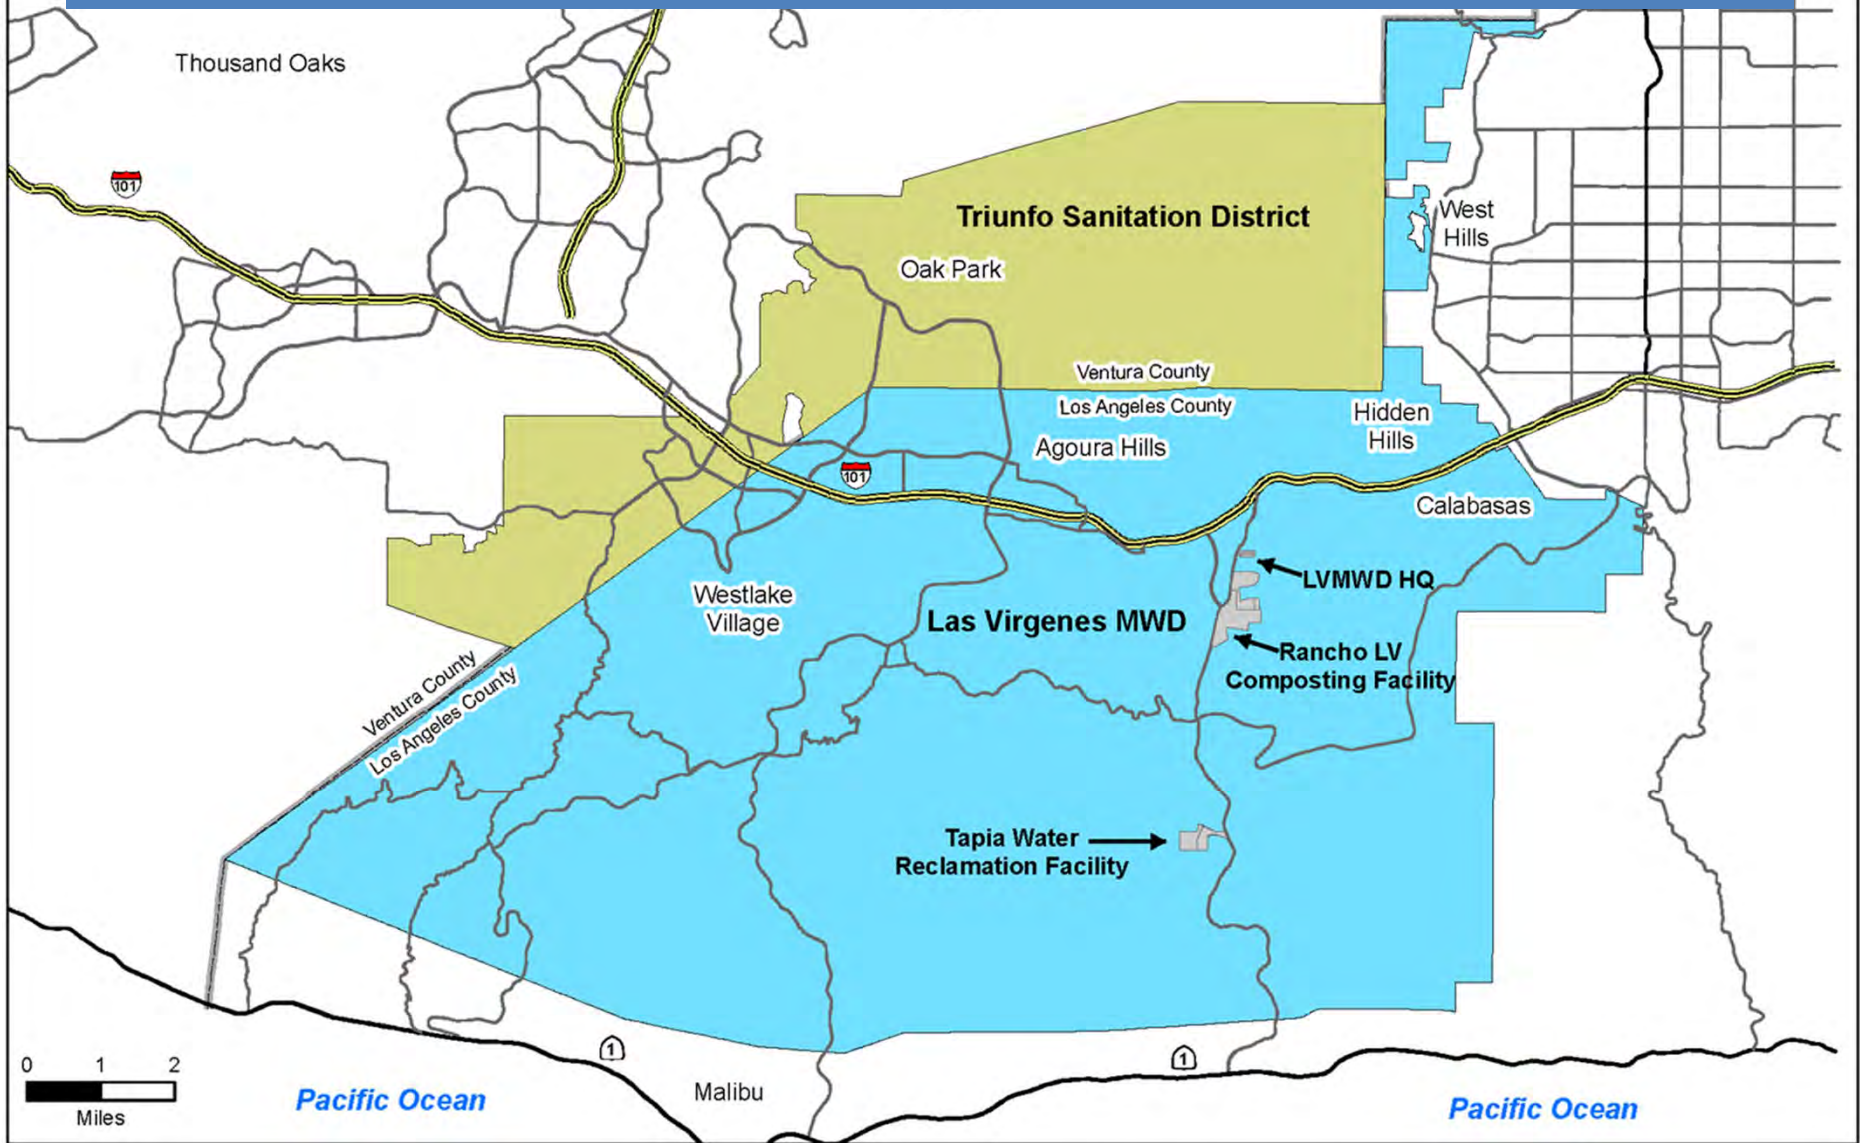 Thousand Oaks
101
Triunfo Sanitation District
West
Hills
Oak Park
Ventura County
Los Angeles County
Hidden
Hills
Agoura Hills
101
Calabasas
LVMWD HQ
Westlake
Village
Las Virgenes MWD
Rancho LV
Composting Facility
Ventura County
Los Angeles County
Tapia Water
Reclamation Facility
1
1
0 1 2
Miles
Malibu
Pacific Ocean
Pacific Ocean